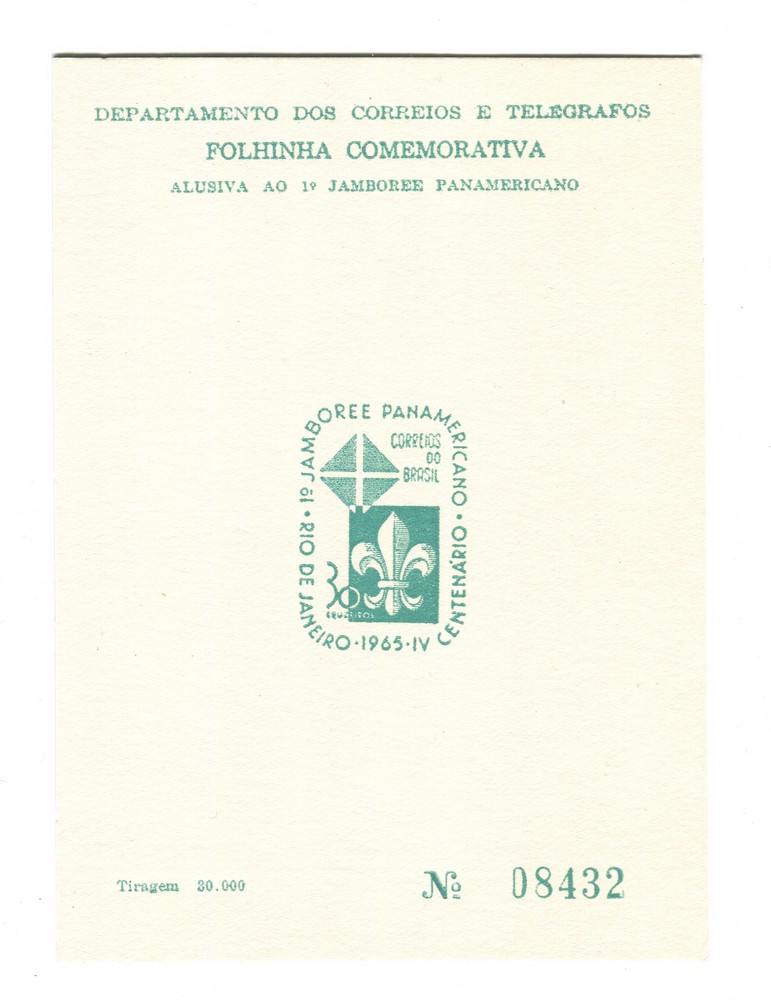 DEPARTAMENTO DOS CORREIOS E TELÉGRAFOS
FOLHINHA COMEMORATIVA
ALUSIVA AO 1º JAMBOREE PANAMERICANO
1º JAMBOREE PANAMERICANO • RIO DE JANEIRO • 1965 • IV CENTENÁRIO •
CORREIOS
DO
BRASIL
30
CRUZEIROS
Tiragem 30.000
Nº 08432